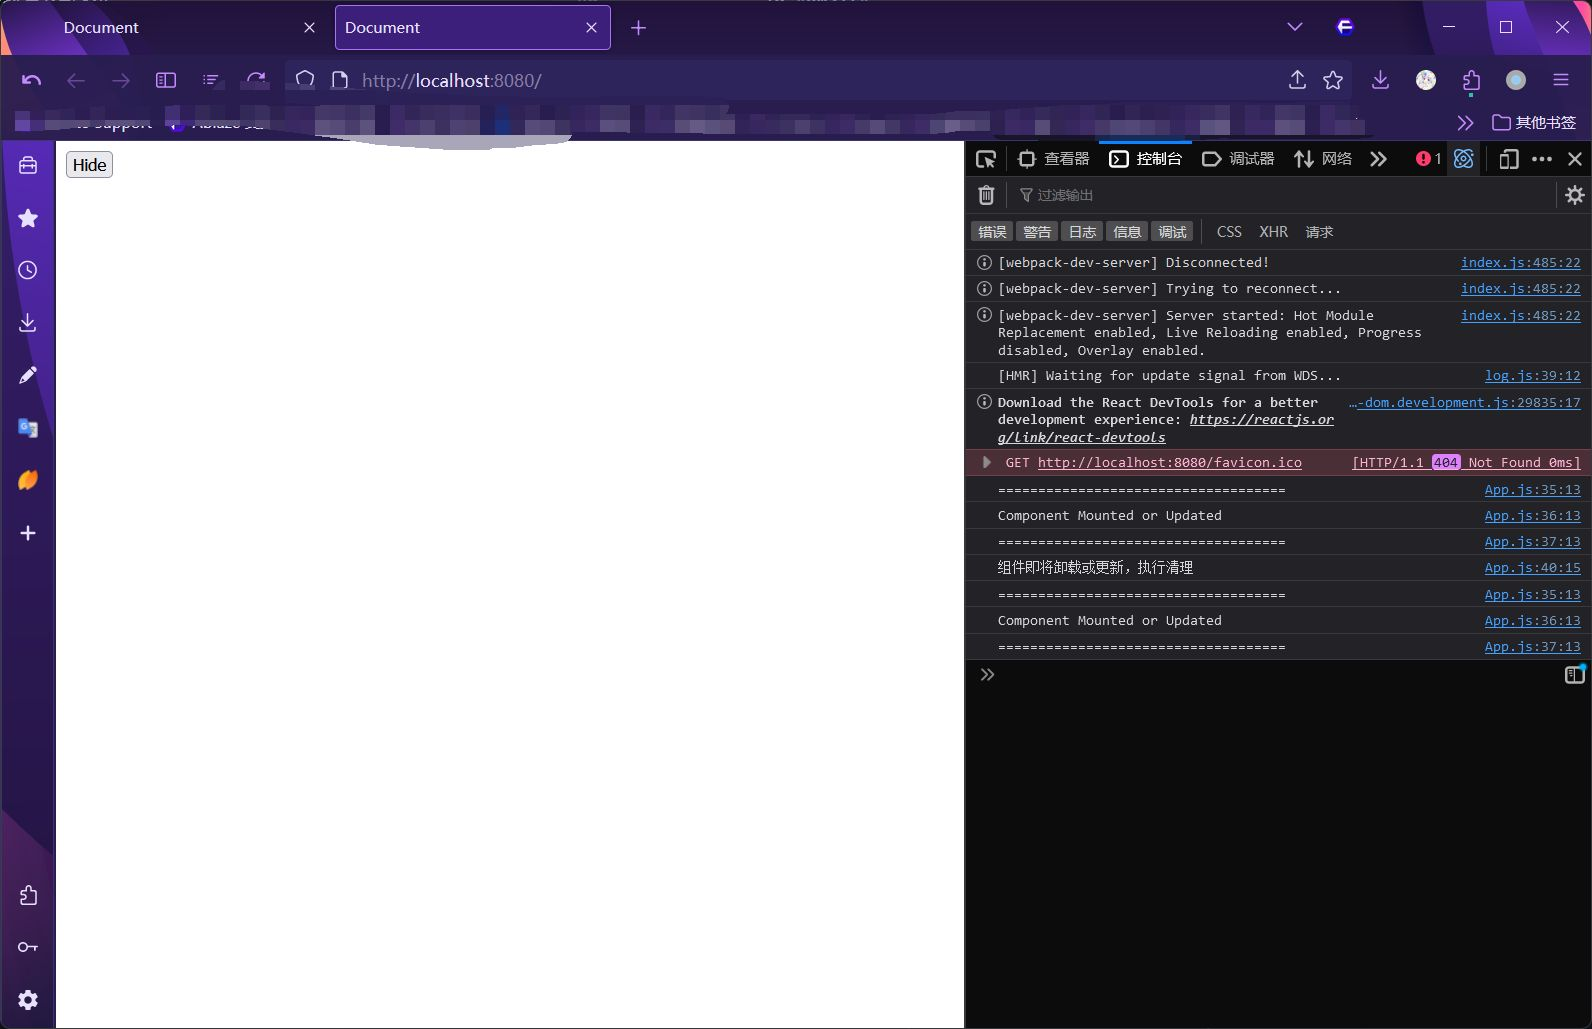 Document
Document
http://localhost:8080/
to support
其他书签
Hide
查看器
控制台
调试器
网络
1
过滤输出
错误 警告 日志 信息 调试 CSS XHR 请求
[webpack-dev-server] Disconnected! index.js:485:22
[webpack-dev-server] Trying to reconnect... index.js:485:22
[webpack-dev-server] Server started: Hot Module index.js:485:22
Replacement enabled, Live Reloading enabled, Progress
disabled, Overlay enabled.
[HMR] Waiting for update signal from WDS... log.js:39:12
Download the React DevTools for a better …-dom.development.js:29835:17
development experience: https://reactjs.or
g/link/react-devtools
GET http://localhost:8080/favicon.ico [HTTP/1.1 404 Not Found 0ms]
==================================== App.js:35:13
Component Mounted or Updated App.js:36:13
==================================== App.js:37:13
组件即将卸载或更新，执行清理 App.js:40:15
==================================== App.js:35:13
Component Mounted or Updated App.js:36:13
==================================== App.js:37:13